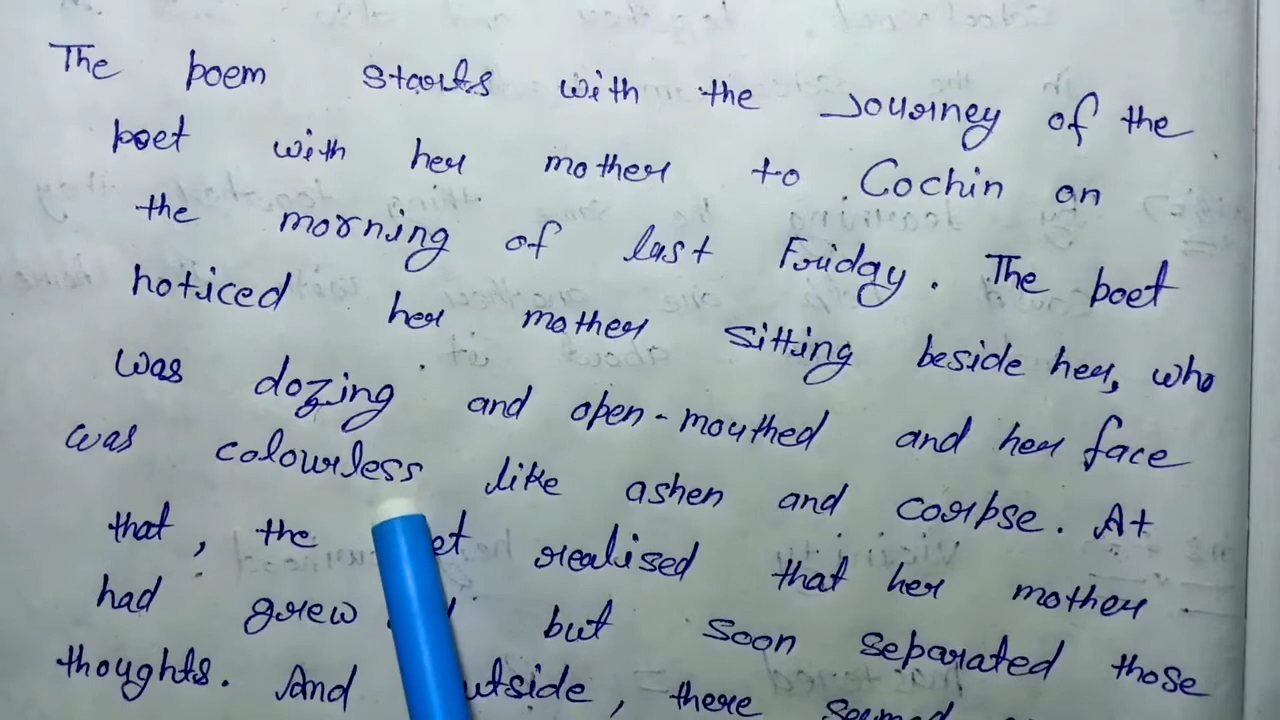 The poem starts with the Journey of the
poet with her mother to Cochin on
the morning of last Friday. The poet
noticed her mother sitting beside her, who
was dozing and open-mouthed and her face
was colourless like ashen and corpse. At
that, the et realised that her mother
had grew but soon separated those
thoughts. And utside, there seemed